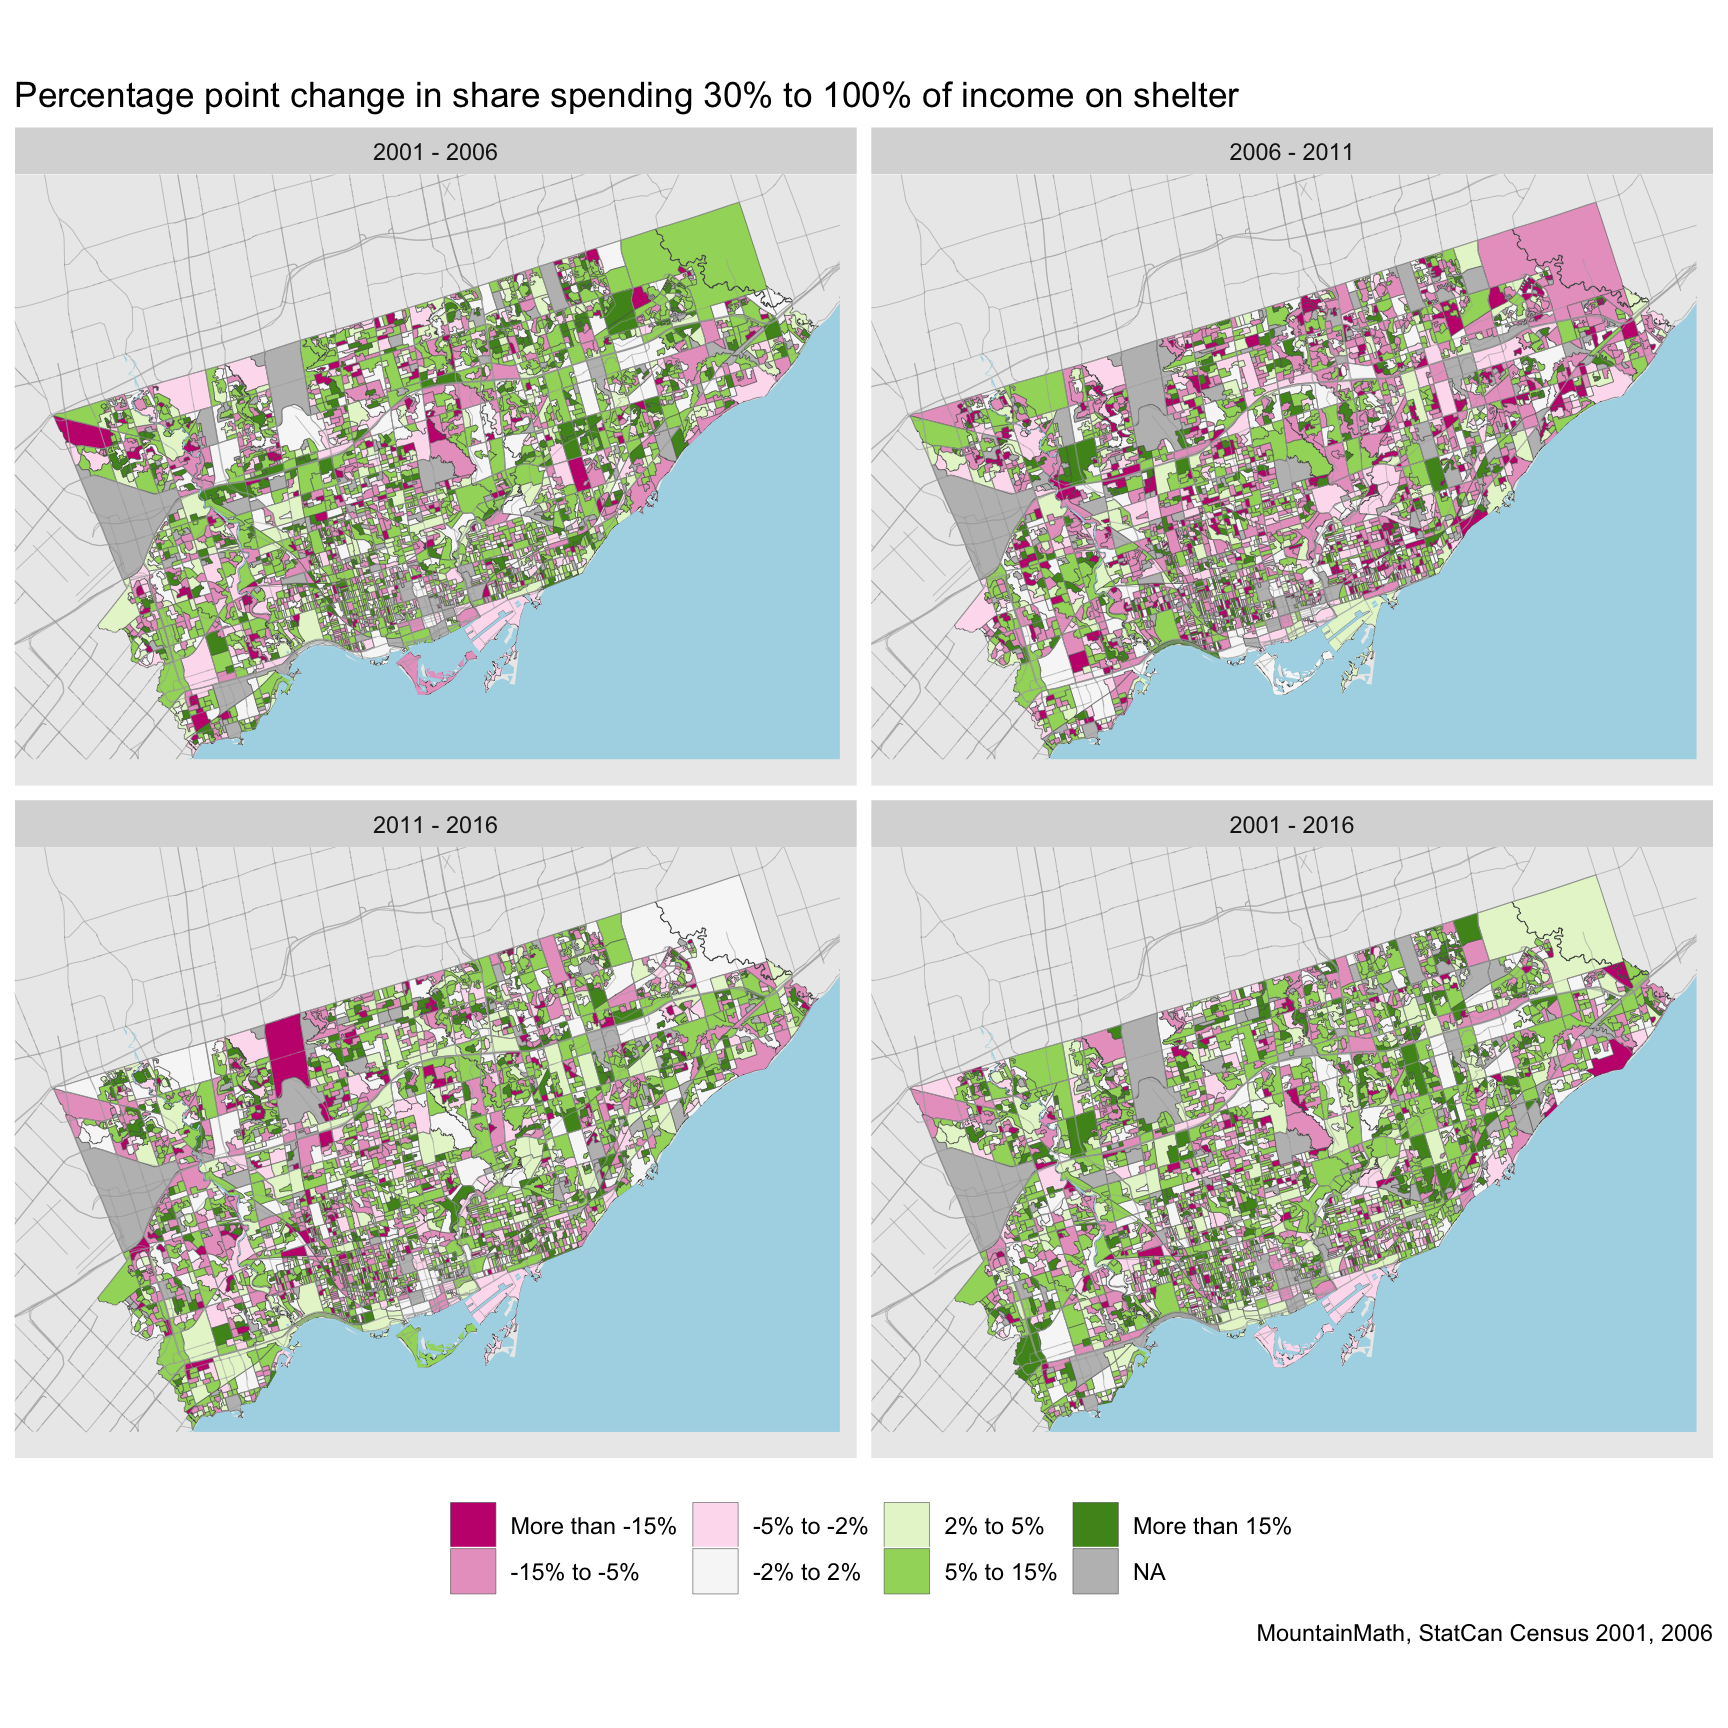 Percentage point change in share spending 30% to 100% of income on shelter
2001 - 2006
2006 - 2011
2011 - 2016
2001 - 2016
More than -15%
-5% to -2%
2% to 5%
More than 15%
-15% to -5%
-2% to 2%
5% to 15%
NA
MountainMath, StatCan Census 2001, 2006